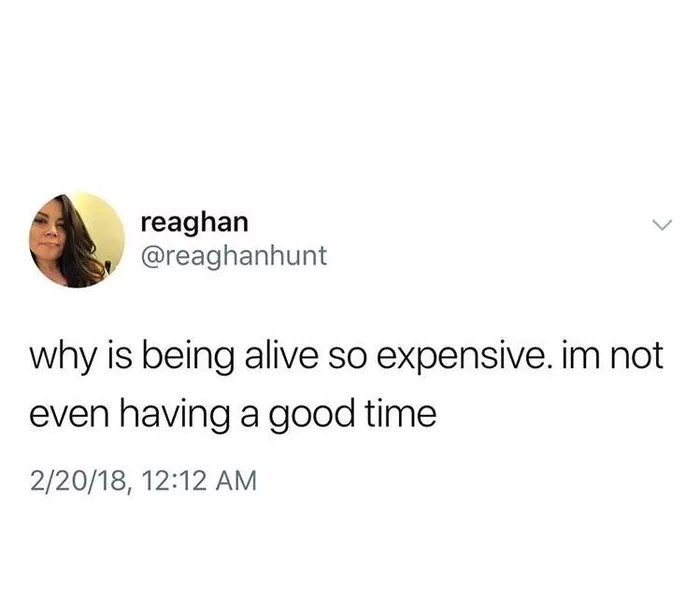 reaghan
@reaghanhunt
why is being alive so expensive. im not
even having a good time
2/20/18, 12:12 AM